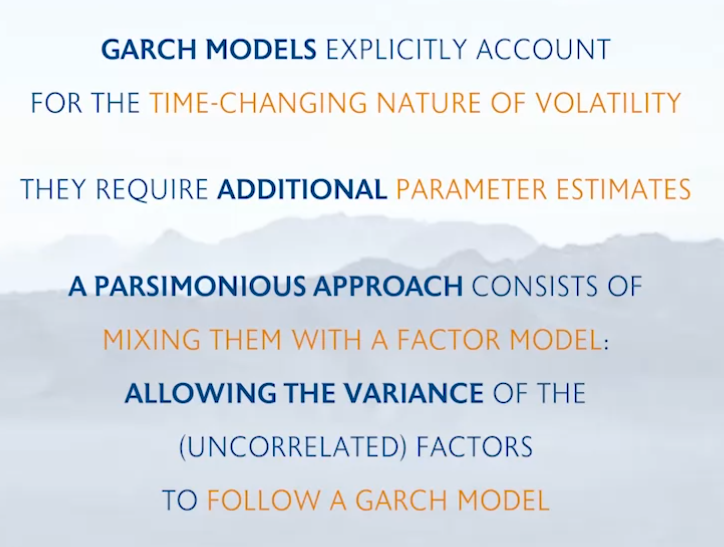 GARCH MODELS EXPLICITLY ACCOUNT
FOR THE TIME-CHANGING NATURE OF VOLATILITY
THEY REQUIRE ADDITIONAL PARAMETER ESTIMATES
A PARSIMONIOUS APPROACH CONSISTS OF
MIXING THEM WITH A FACTOR MODEL:
ALLOWING THE VARIANCE OF THE
(UNCORRELATED) FACTORS
TO FOLLOW A GARCH MODEL